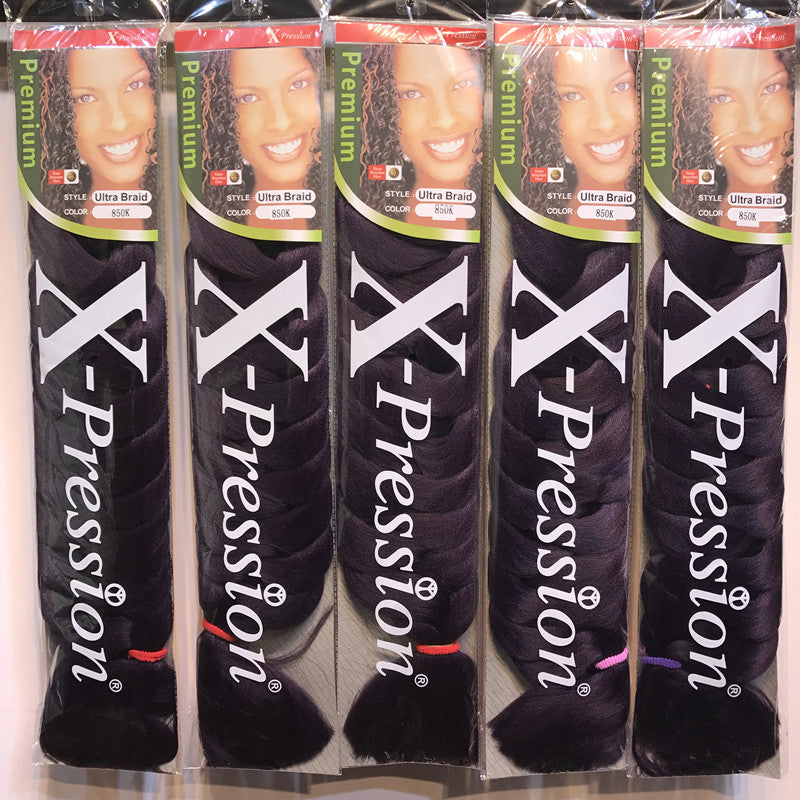 X-Pression
Premium
STYLE : Ultra Braid
COLOR : 850K
X-Pression®
X-Pression
Premium
STYLE : Ultra Braid
COLOR : 850K
X-Pression®
X-Pression
Premium
STYLE : Ultra Braid
COLOR : 850K
X-Pression®
X-Pression
Premium
STYLE : Ultra Braid
COLOR : 850K
X-Pression®
X-Pression
Premium
STYLE : Ultra Braid
COLOR : 850K
X-Pression®